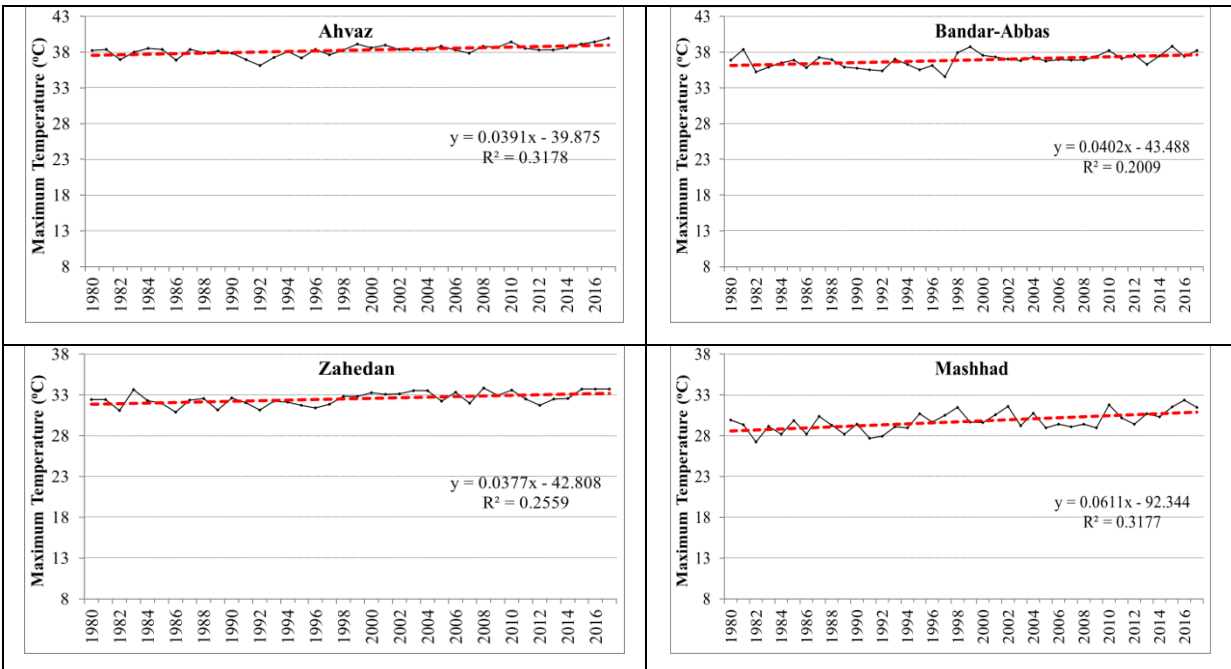 Ahvaz
Maximum Temperature (ºC)
43
38
33
28
23
18
13
8
y = 0.0391x - 39.875
R² = 0.3178
1980 1982 1984 1986 1988 1990 1992 1994 1996 1998 2000 2002 2004 2006 2008 2010 2012 2014 2016
Bandar-Abbas
Maximum Temperature (ºC)
43
38
33
28
23
18
13
8
y = 0.0402x - 43.488
R² = 0.2009
1980 1982 1984 1986 1988 1990 1992 1994 1996 1998 2000 2002 2004 2006 2008 2010 2012 2014 2016
Zahedan
Maximum Temperature (ºC)
38
33
28
23
18
13
8
y = 0.0377x - 42.808
R² = 0.2559
1980 1982 1984 1986 1988 1990 1992 1994 1996 1998 2000 2002 2004 2006 2008 2010 2012 2014 2016
Mashhad
Maximum Temperature (ºC)
38
33
28
23
18
13
8
y = 0.0611x - 92.344
R² = 0.3177
1980 1982 1984 1986 1988 1990 1992 1994 1996 1998 2000 2002 2004 2006 2008 2010 2012 2014 2016